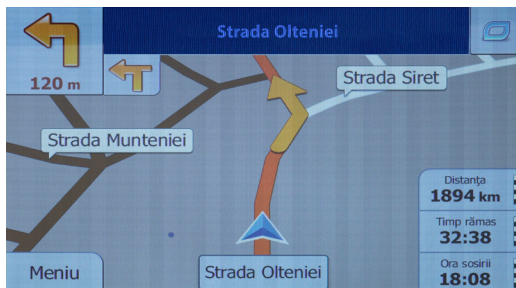 Strada Olteniei
120 m
Strada Siret
Strada Munteniei
Distanța
1894 km
Timp rămas
32:38
Ora sosirii
18:08
Meniu
Strada Olteniei